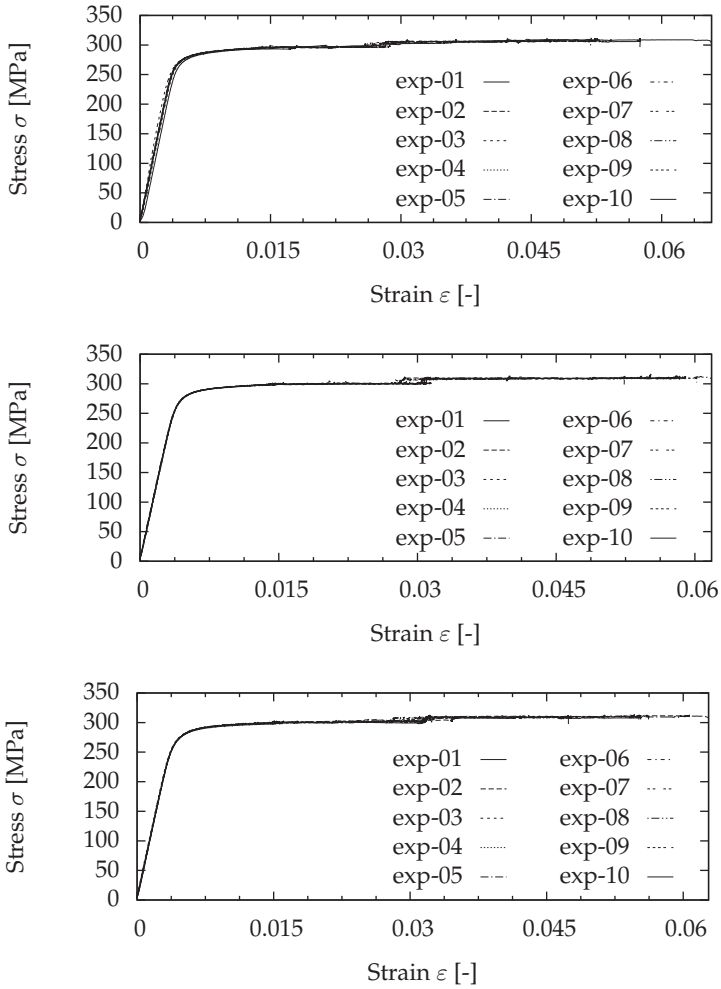 350
300
250
200
150
100
50
0
Stress σ [MPa]
exp-01 exp-06
exp-02 exp-07
exp-03 exp-08
exp-04 exp-09
exp-05 exp-10
0 0.015 0.03 0.045 0.06
Strain ε [-]
350
300
250
200
150
100
50
0
Stress σ [MPa]
exp-01 exp-06
exp-02 exp-07
exp-03 exp-08
exp-04 exp-09
exp-05 exp-10
0 0.015 0.03 0.045 0.06
Strain ε [-]
350
300
250
200
150
100
50
0
Stress σ [MPa]
exp-01 exp-06
exp-02 exp-07
exp-03 exp-08
exp-04 exp-09
exp-05 exp-10
0 0.015 0.03 0.045 0.06
Strain ε [-]